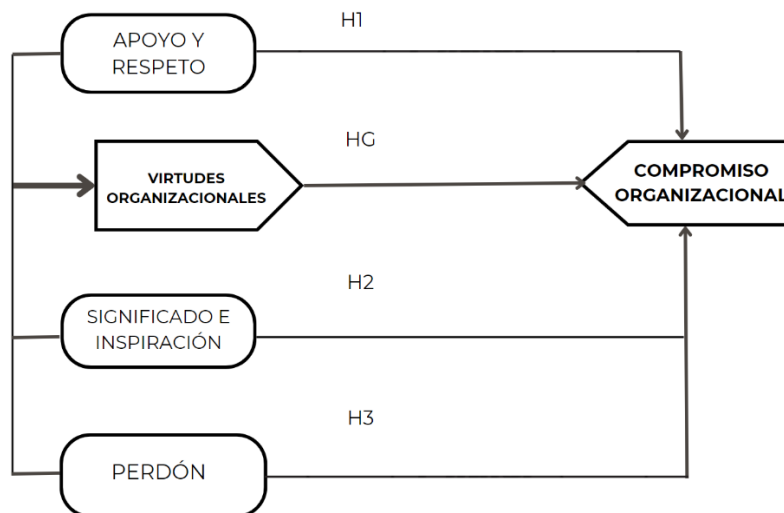 H1
APOYO Y
RESPETO
HG
VIRTUDES
ORGANIZACIONALES
COMPROMISO
ORGANIZACIONAL
H2
SIGNIFICADO E
INSPIRACIÓN
H3
PERDÓN